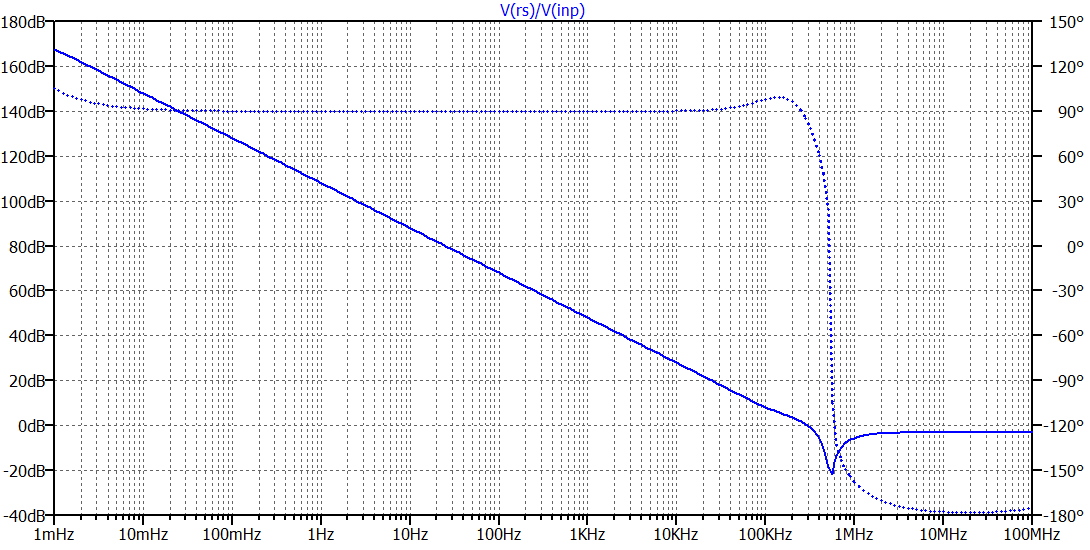 V(rs)/V(inp)
180dB 150°
160dB 120°
140dB 90°
120dB 60°
100dB 30°
80dB 0°
60dB -30°
40dB -60°
20dB -90°
0dB -120°
-20dB -150°
-40dB -180°
1mHz 10mHz 100mHz 1Hz 10Hz 100Hz 1KHz 10KHz 100KHz 1MHz 10MHz 100MHz